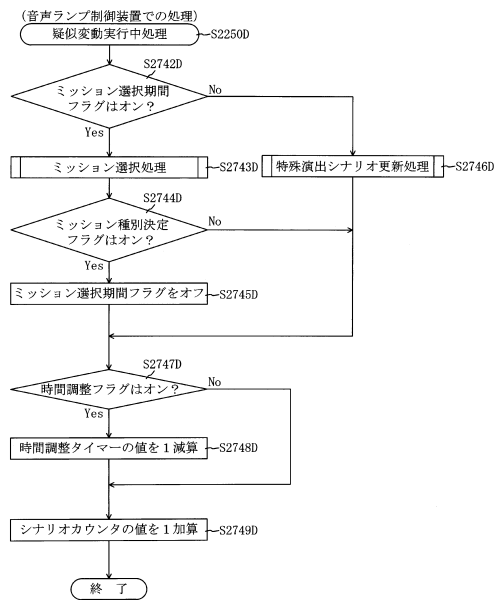 (音声ランプ制御装置での処理)
疑似変動実行中処理
S2250D
S2742D
ミッション選択期間
フラグはオン？
No
Yes
ミッション選択処理
S2743D
特殊演出シナリオ更新処理
S2746D
S2744D
ミッション種別決定
フラグはオン？
No
Yes
ミッション選択期間フラグをオフ
S2745D
S2747D
時間調整フラグはオン？
No
Yes
時間調整タイマーの値を1減算
S2748D
シナリオカウンタの値を1加算
S2749D
終 了